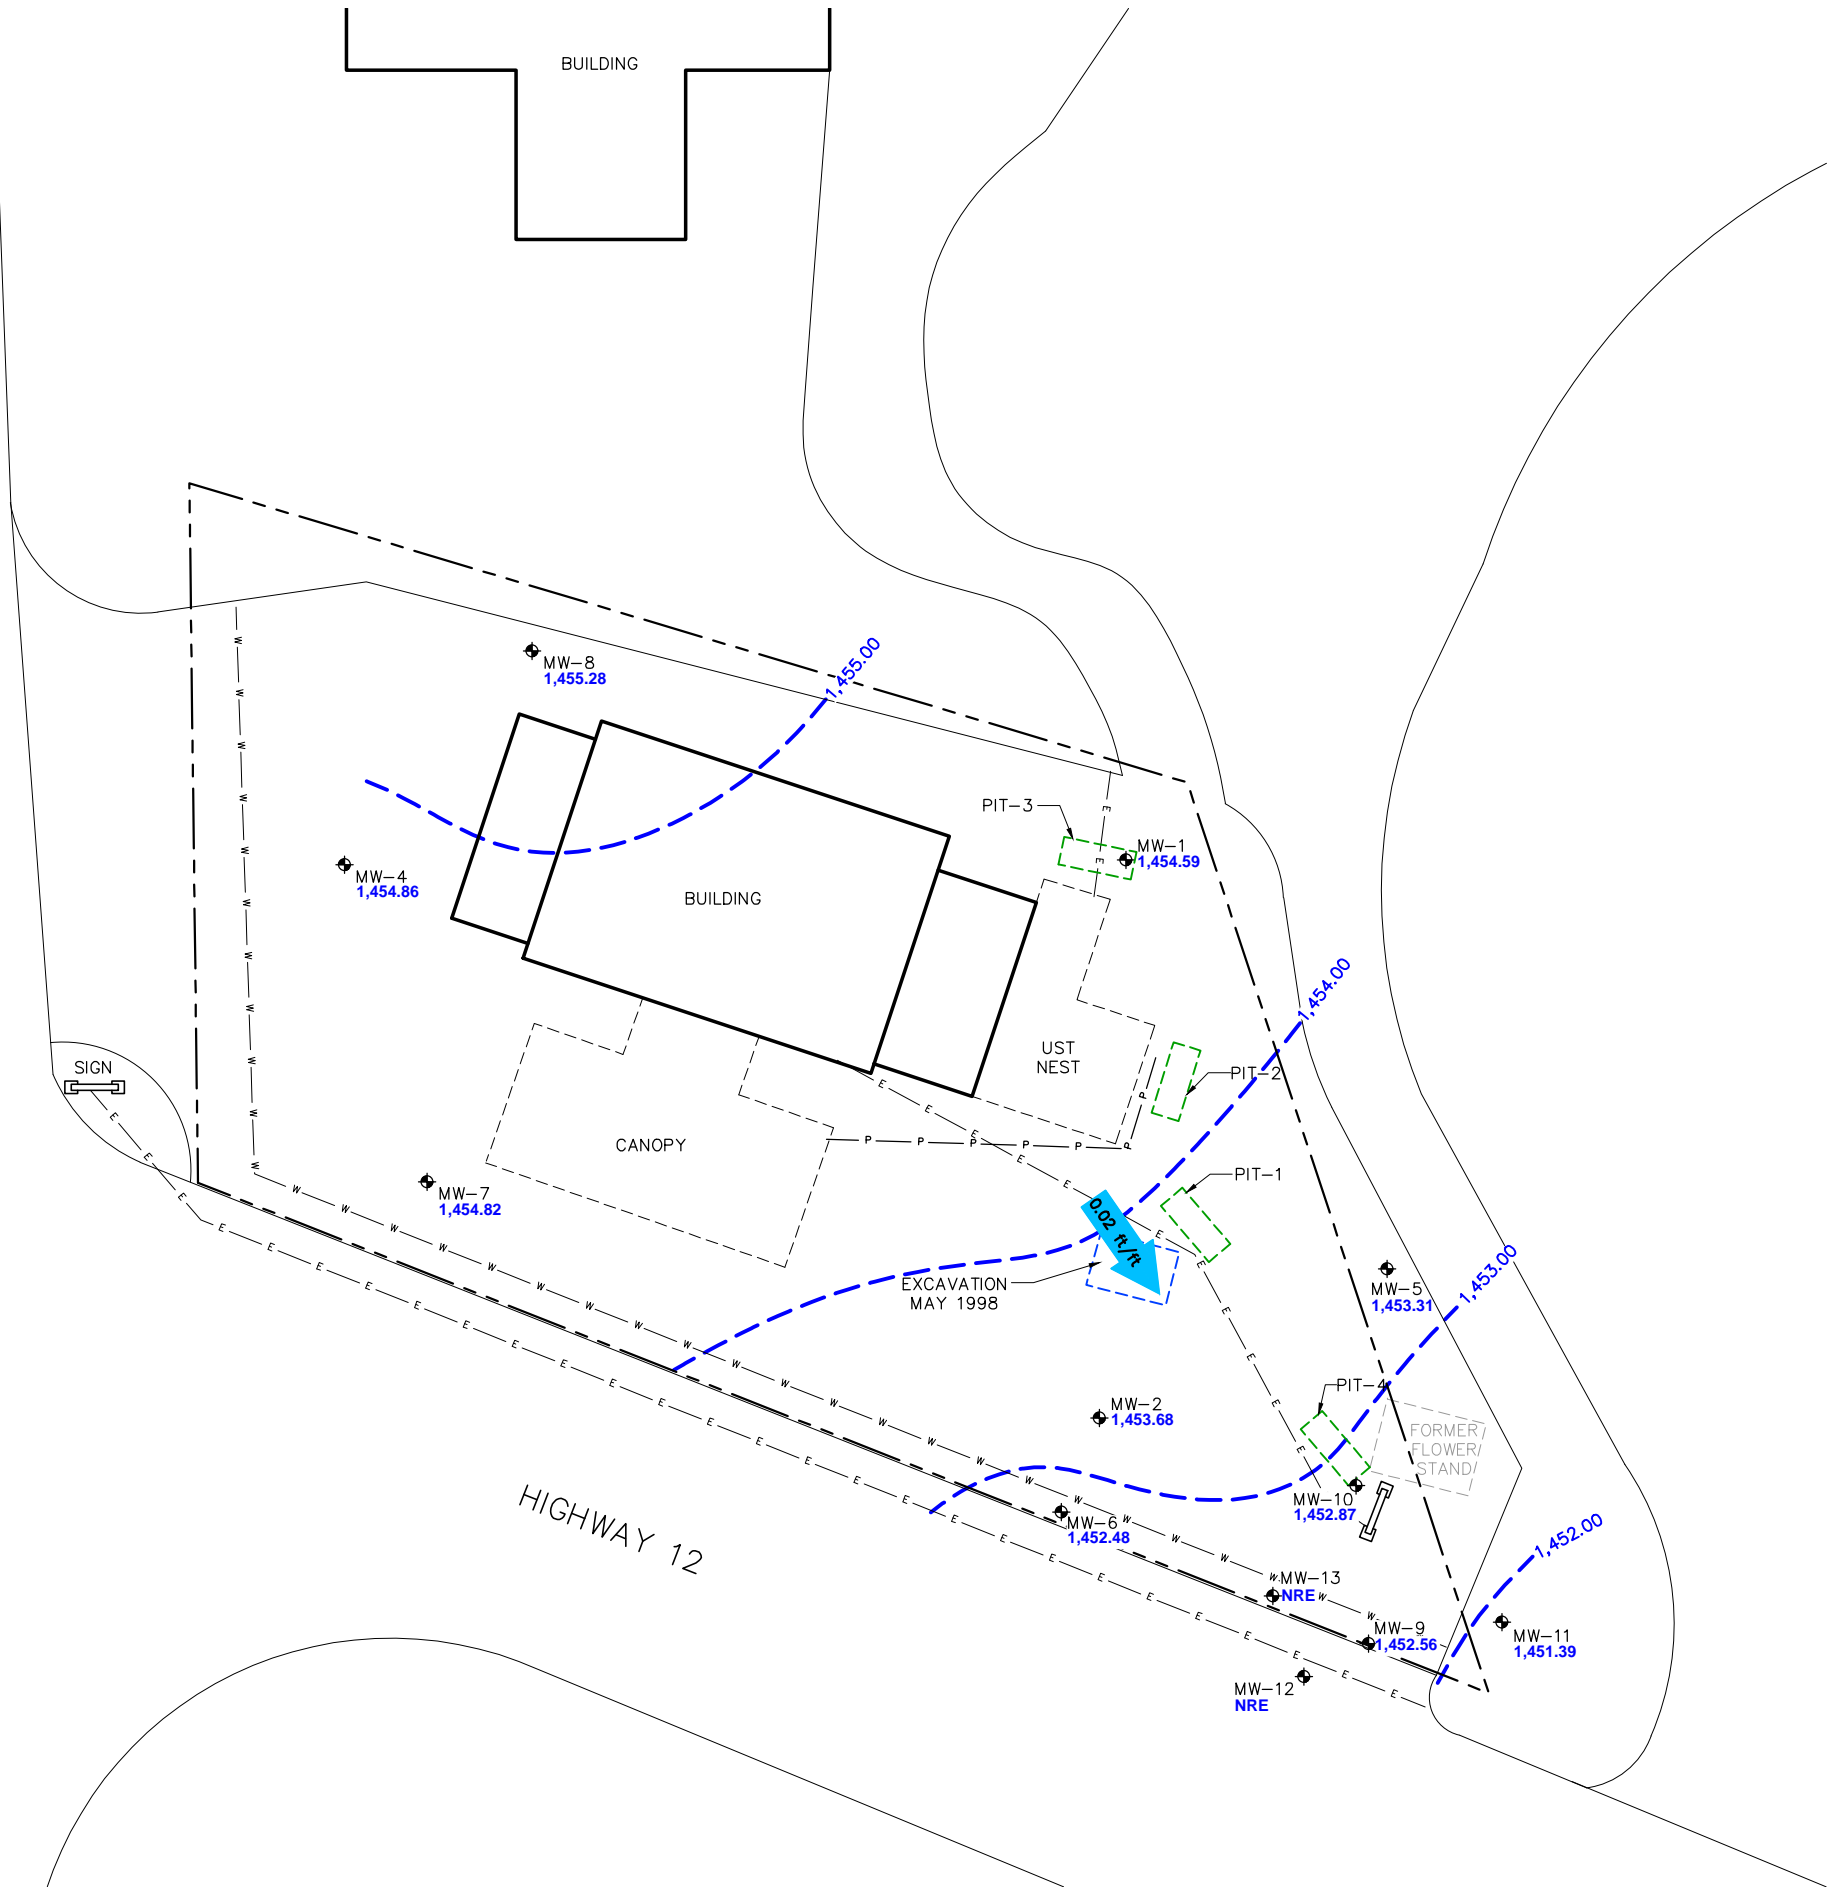 BUILDING
1,455.00
MW-8
1,455.28
PIT-3
MW-1
1,454.59
MW-4
1,454.86
BUILDING
1,454.00
UST
NEST
SIGN
PIT-2
CANOPY
PIT-1
MW-7
1,454.82
0.02 ft/ft
EXCAVATION
MAY 1998
1,453.00
MW-5
1,453.31
PIT-4
MW-2
1,453.68
FORMER
FLOWER
STAND
MW-10
1,452.87
HIGHWAY 12
MW-6
1,452.48
1,452.00
MW-13
NRE
MW-9
1,452.56
MW-11
1,451.39
MW-12
NRE
W W W W W W W W W W W
W W W W W W W W W W W W W W W W W W W W W W W
E E E
E E E E E E E E E E E E E E E E E E E E E E E E E
E E
E E E E E E E E E E E
P P P P P P P